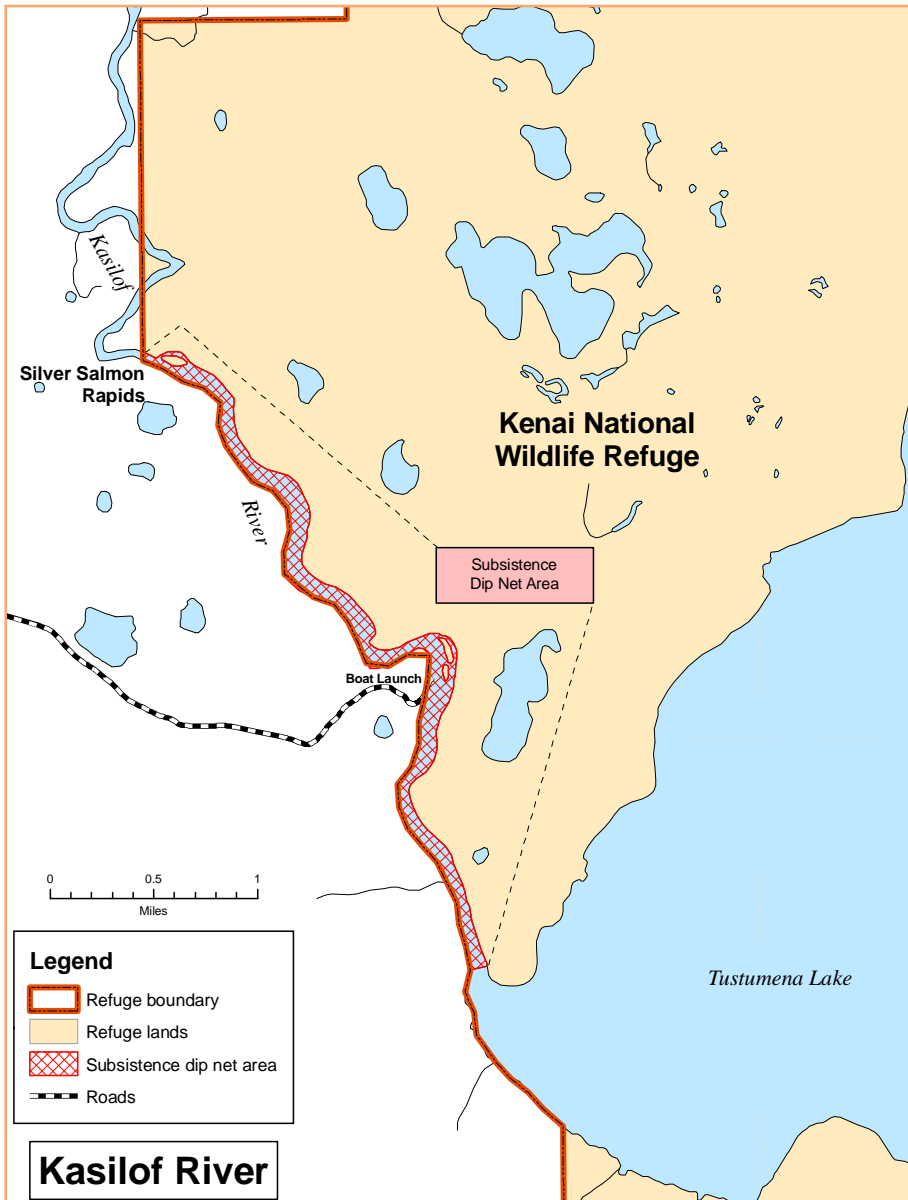 Kasilof
Silver Salmon
Rapids
Kenai National
Wildlife Refuge
River
Subsistence
Dip Net Area
Boat Launch
0 0.5 1
Miles
Tustumena Lake
Legend
Refuge boundary
Refuge lands
Subsistence dip net area
Roads
Kasilof River